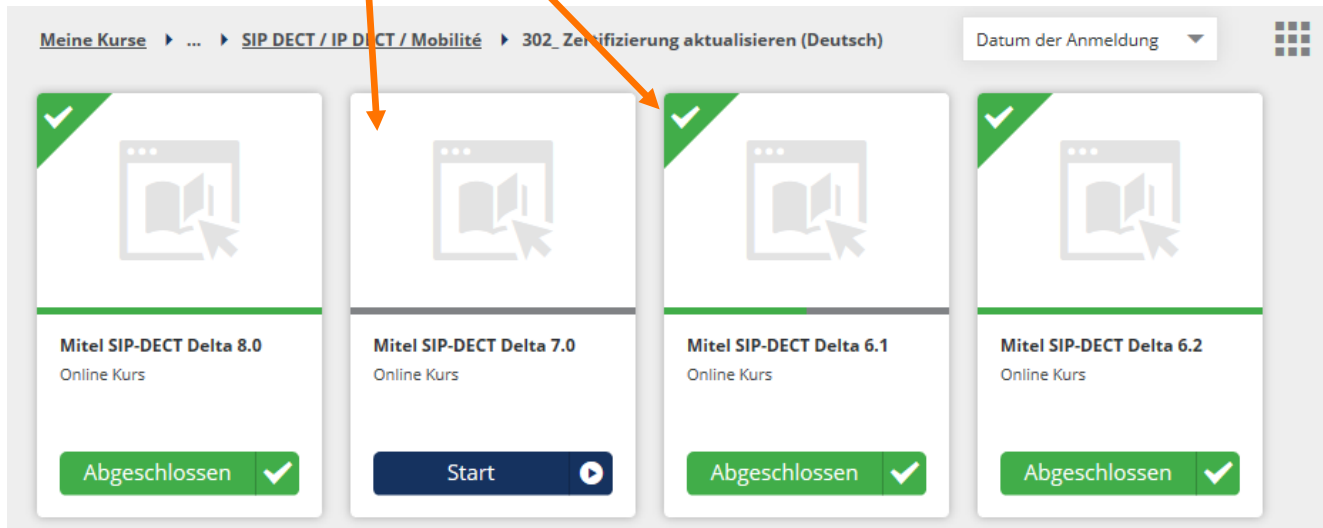 Meine Kurse ... SIP DECT / IP DECT / Mobilité 302_ Zertifizierung aktualisieren (Deutsch) Datum der Anmeldung
Mitel SIP-DECT Delta 8.0
Online Kurs
Abgeschlossen
Mitel SIP-DECT Delta 7.0
Online Kurs
Start
Mitel SIP-DECT Delta 6.1
Online Kurs
Abgeschlossen
Mitel SIP-DECT Delta 6.2
Online Kurs
Abgeschlossen